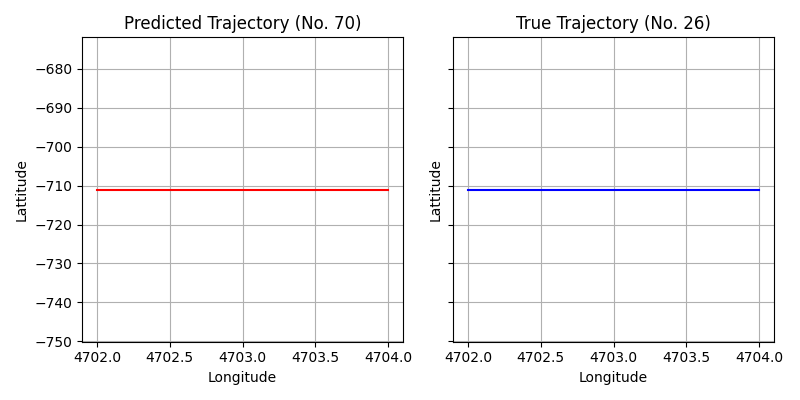 Predicted Trajectory (No. 70)
Lattitude
−680
−690
−700
−710
−720
−730
−740
−750
4702.0 4702.5 4703.0 4703.5 4704.0
Longitude
True Trajectory (No. 26)
Lattitude
4702.0 4702.5 4703.0 4703.5 4704.0
Longitude